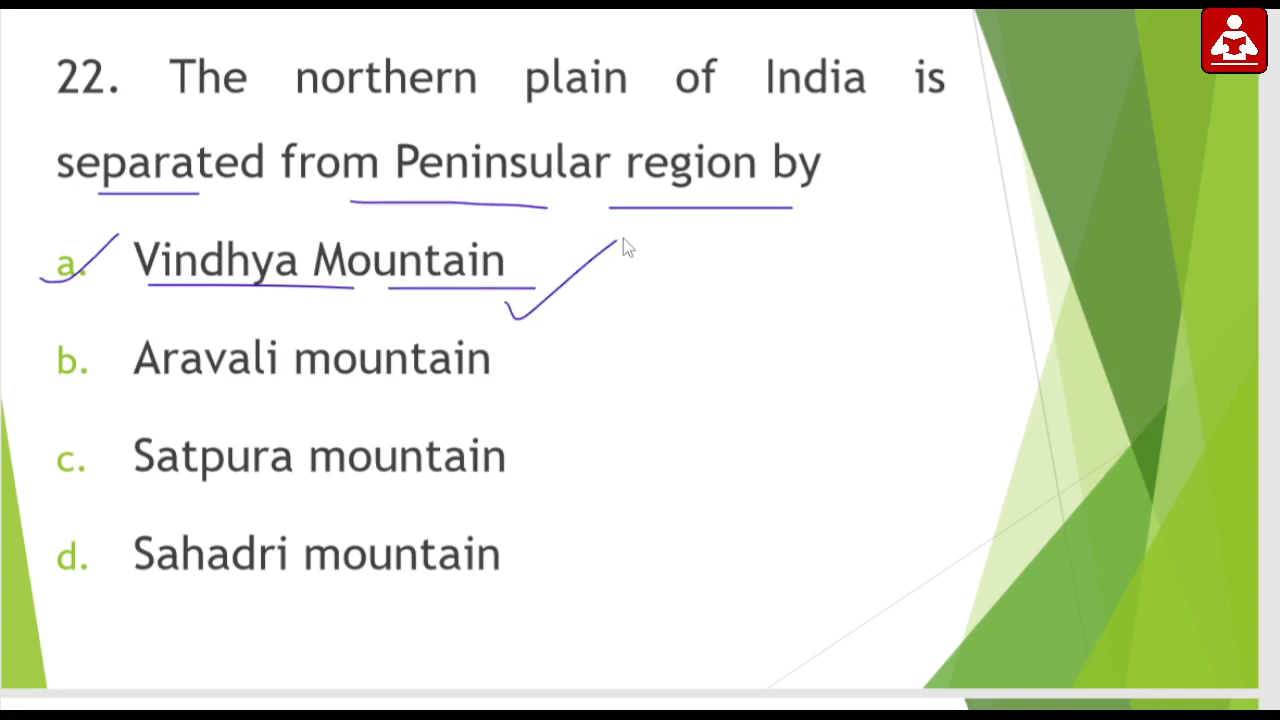 22. The northern plain of India is
separated from Peninsular region by
a. Vindhya Mountain
b. Aravali mountain
c. Satpura mountain
d. Sahadri mountain